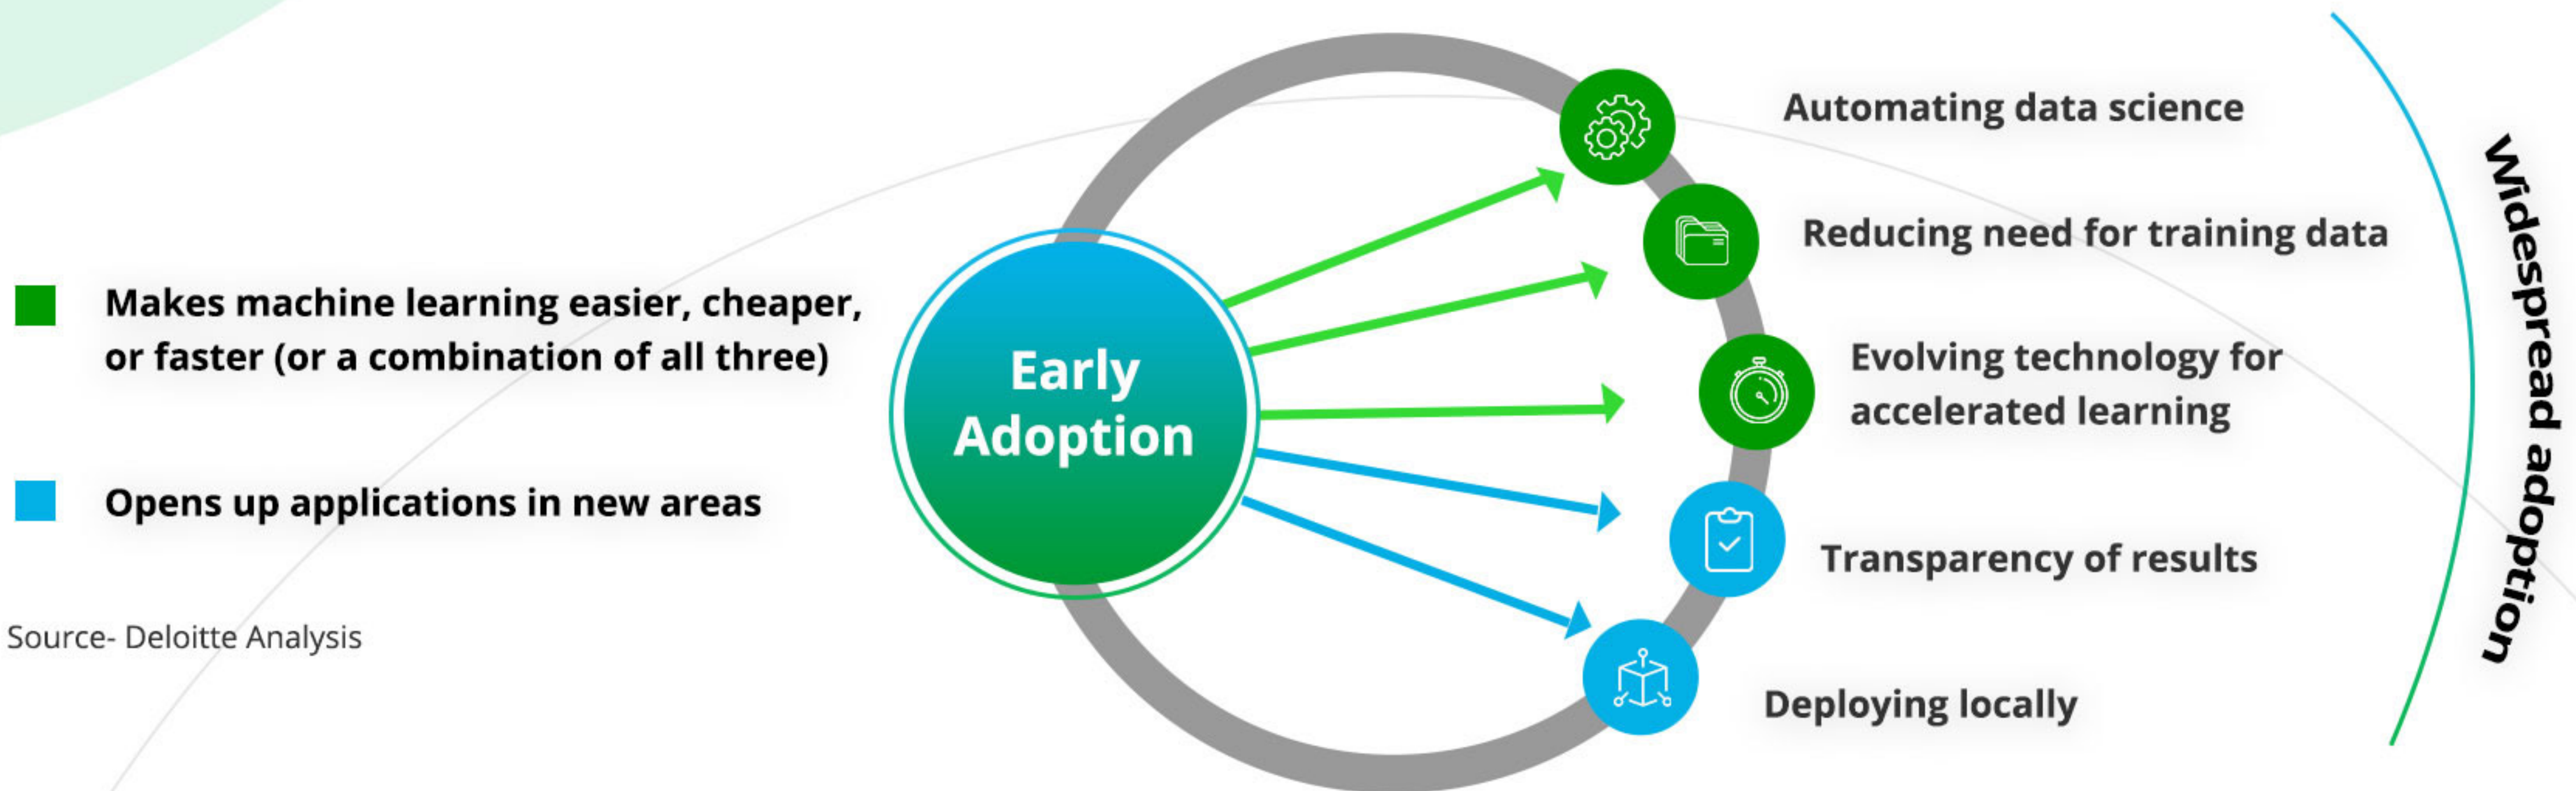 Makes machine learning easier, cheaper,
or faster (or a combination of all three)
Opens up applications in new areas
Source- Deloitte Analysis
Early
Adoption
Automating data science
Reducing need for training data
Evolving technology for
accelerated learning
Transparency of results
Deploying locally
Widespread adoption